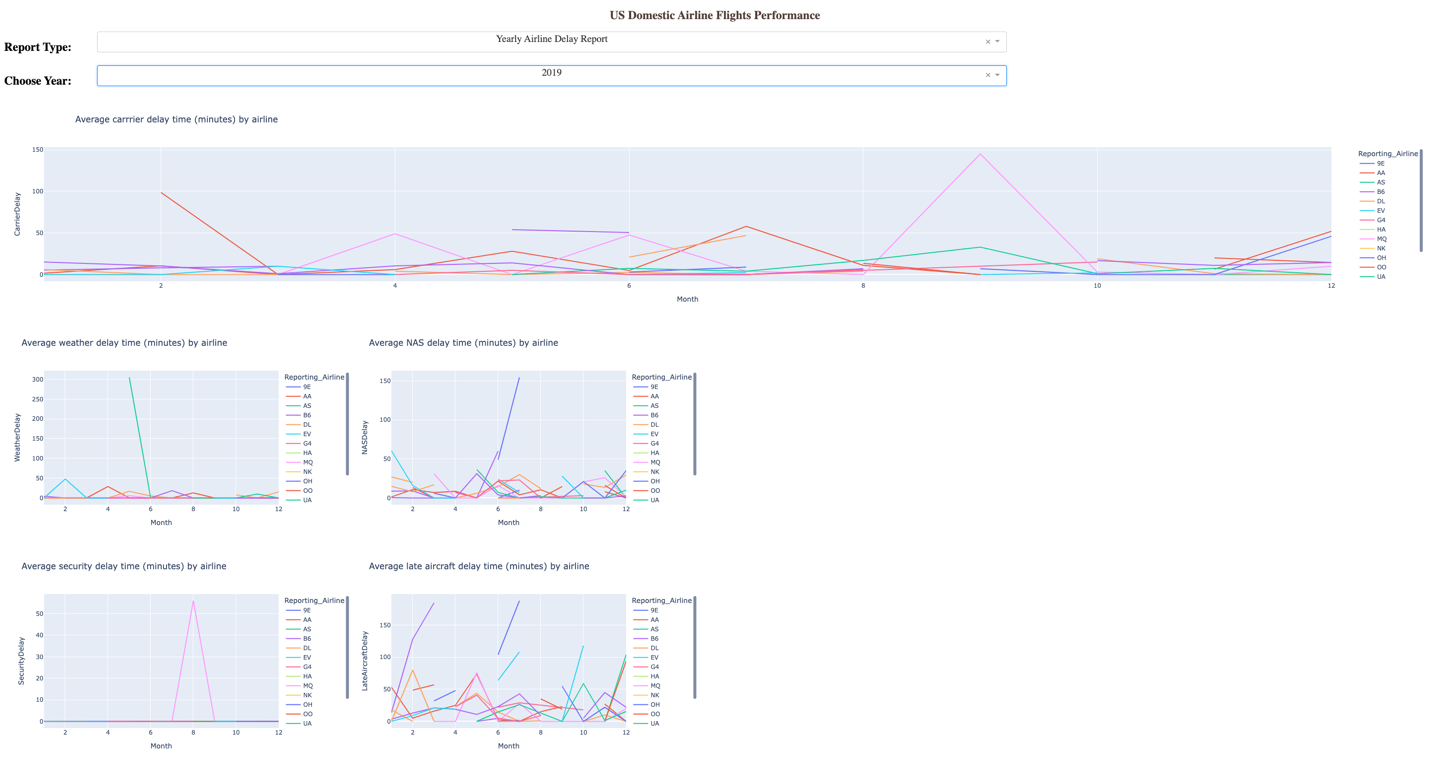 US Domestic Airline Flights Performance
Report Type:
Yearly Airline Delay Report
× 
Choose Year:
2019
× 
Average carrrier delay time (minutes) by airline
CarrierDelay
150
100
50
0
2
4
6
8
10
12
Month
Reporting_Airline
9E
AA
AS
B6
DL
EV
G4
HA
MQ
NK
OH
OO
UA
Average weather delay time (minutes) by airline
WeatherDelay
300
250
200
150
100
50
0
2
4
6
8
10
12
Month
Reporting_Airline
9E
AA
AS
B6
DL
EV
G4
HA
MQ
NK
OH
OO
UA
Average NAS delay time (minutes) by airline
NASDelay
150
100
50
0
2
4
6
8
10
12
Month
Reporting_Airline
9E
AA
AS
B6
DL
EV
G4
HA
MQ
NK
OH
OO
UA
Average security delay time (minutes) by airline
SecurityDelay
50
40
30
20
10
0
2
4
6
8
10
12
Month
Reporting_Airline
9E
AA
AS
B6
DL
EV
G4
HA
MQ
NK
OH
OO
UA
Average late aircraft delay time (minutes) by airline
LateAircraftDelay
150
100
50
0
2
4
6
8
10
12
Month
Reporting_Airline
9E
AA
AS
B6
DL
EV
G4
HA
MQ
NK
OH
OO
UA